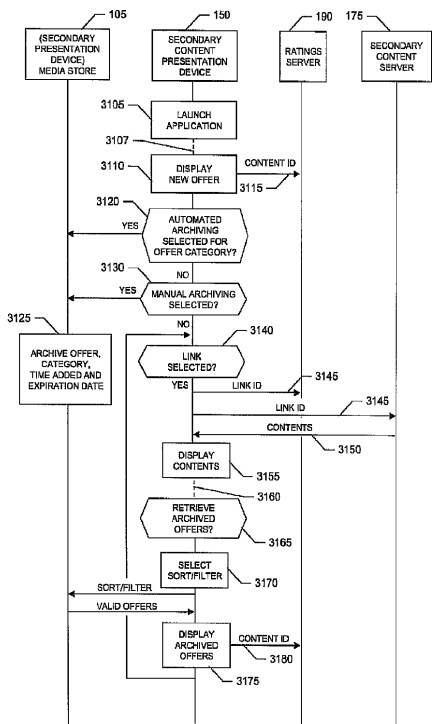 105
150
190
175
(SECONDARY
PRESENTATION
DEVICE)
MEDIA STORE
SECONDARY
CONTENT
PRESENTATION
DEVICE
RATINGS
SERVER
SECONDARY
CONTENT SERVER
3105
LAUNCH
APPLICATION
3107
3110
DISPLAY
NEW OFFER
CONTENT ID
3115
3120
AUTOMATED
ARCHIVING
SELECTED FOR
OFFER CATEGORY?
YES
NO
3130
MANUAL ARCHIVING
SELECTED?
YES
NO
3125
ARCHIVE OFFER,
CATEGORY,
TIME ADDED AND
EXPIRATION DATE
3140
LINK
SELECTED?
YES
LINK ID
3145
LINK ID
3145
CONTENTS
3150
DISPLAY
CONTENTS
3155
3160
RETRIEVE
ARCHIVED
OFFERS?
3165
SELECT
SORT/FILTER
3170
SORT/FILTER
VALID OFFERS
DISPLAY
ARCHIVED
OFFERS
CONTENT ID
3180
3175